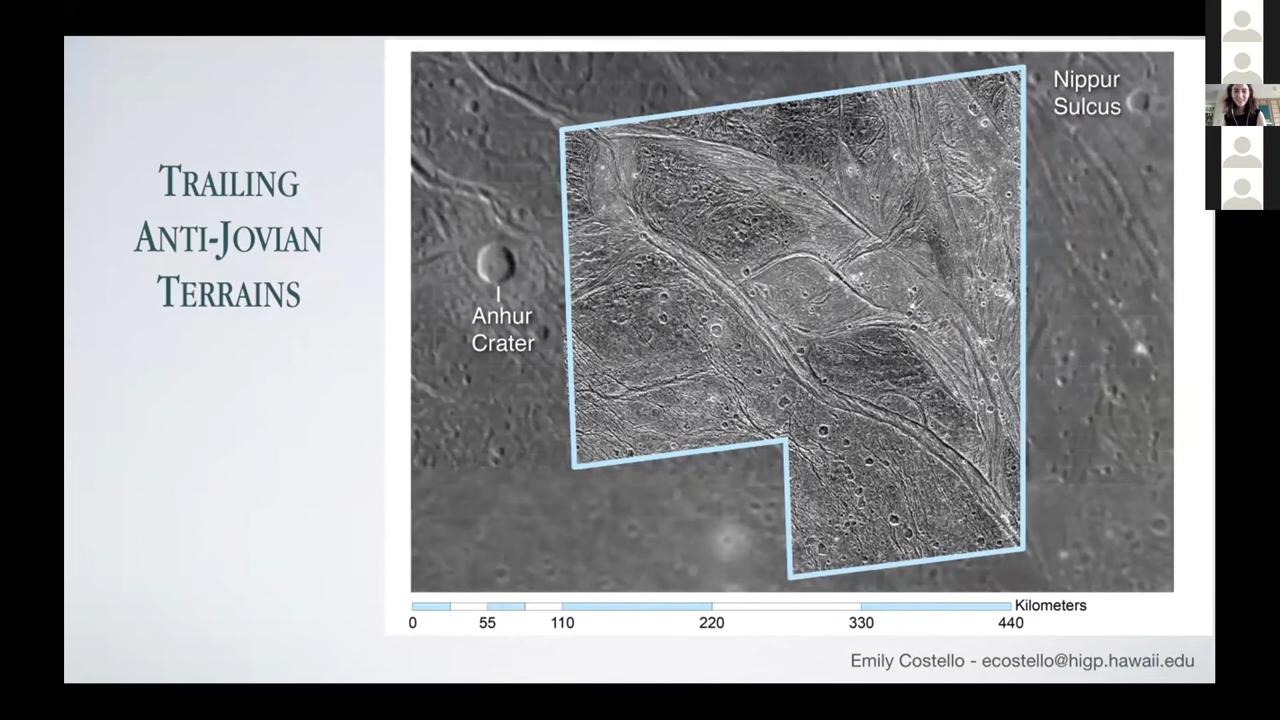 TRAILING
ANTI-JOVIAN
TERRAINS
Nippur
Sulcus
Anhur
Crater
Kilometers
0 55 110 220 330 440
Emily Costello - ecostello@higp.hawaii.edu